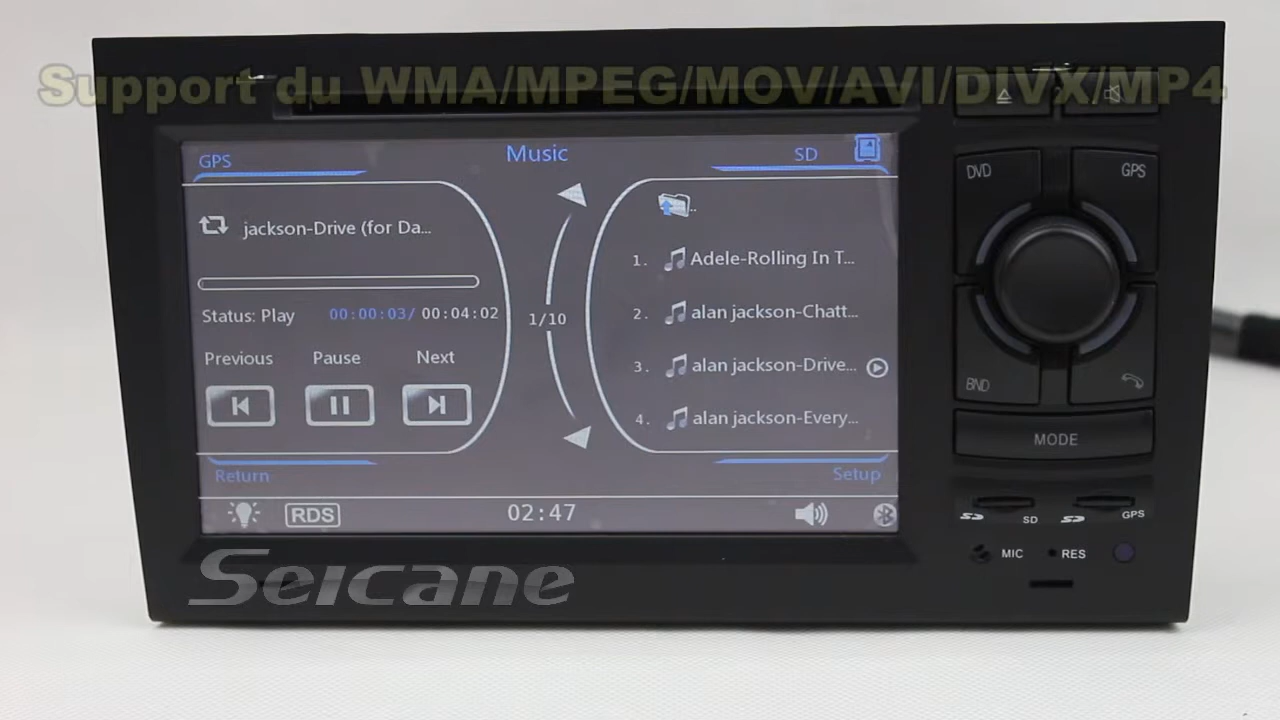 Support du WMA/MPEG/MOV/AVI/DIVX/MP4
GPS
Music
SD
jackson-Drive (for Da...
Status: Play 00:00:03/ 00:04:02
Previous Pause Next
1/10
..
1. Adele-Rolling In T...
2. alan jackson-Chatt...
3. alan jackson-Drive...
4. alan jackson-Every...
Return
Setup
RDS
02:47
DVD
GPS
BND
MODE
SD SD
SD GPS
MIC
RES
Seicane